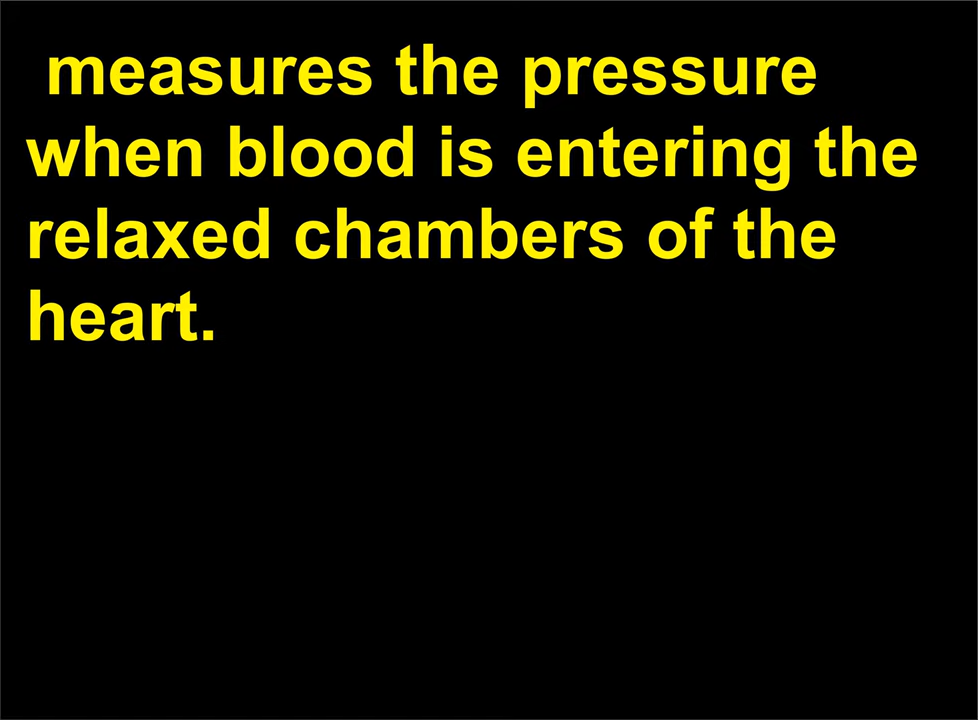 measures the pressure
when blood is entering the
relaxed chambers of the
heart.